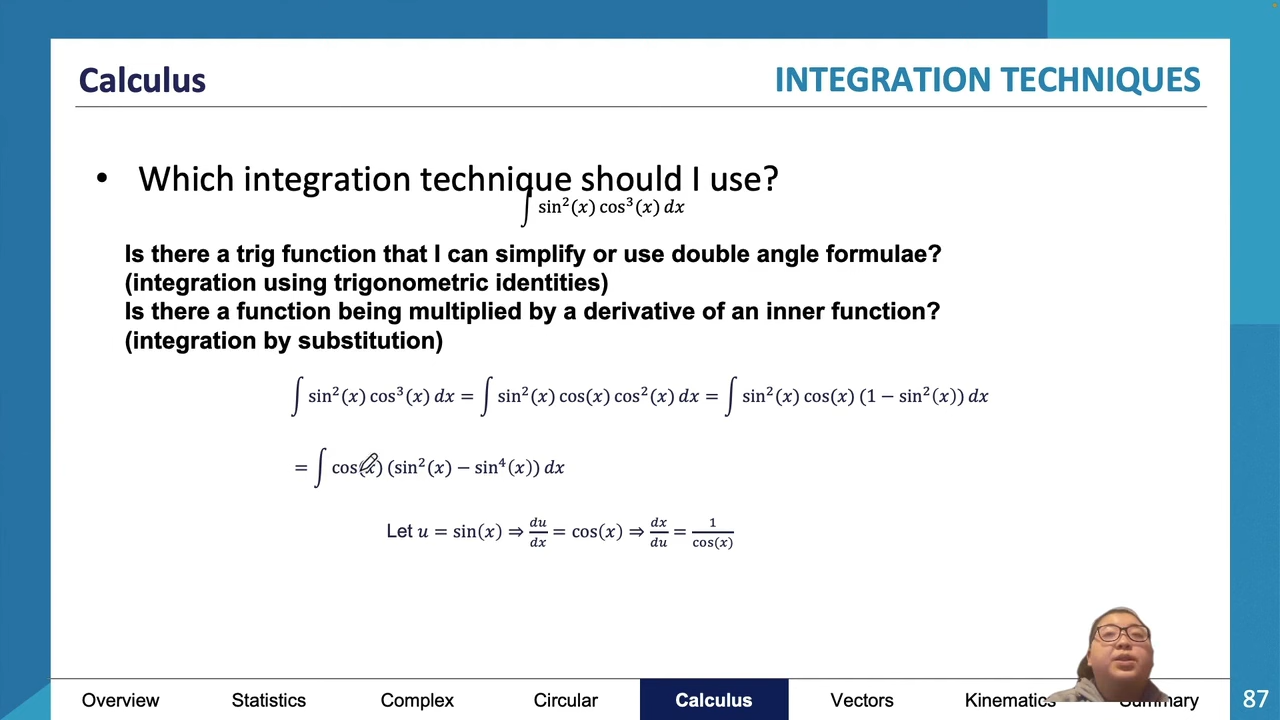 Calculus
INTEGRATION TECHNIQUES
• Which integration technique should I use?
∫ sin²(x) cos³(x) dx
Is there a trig function that I can simplify or use double angle formulae?
(integration using trigonometric identities)
Is there a function being multiplied by a derivative of an inner function?
(integration by substitution)
∫ sin²(x) cos³(x) dx = ∫ sin²(x) cos(x) cos²(x) dx = ∫ sin²(x) cos(x) (1 − sin²(x)) dx
= ∫ cos(x) (sin²(x) − sin⁴(x)) dx
Let u = sin(x) ⇒ du/dx = cos(x) ⇒ dx/du = 1/cos(x)
Overview Statistics Complex Circular Calculus Vectors Kinematics Summary 87